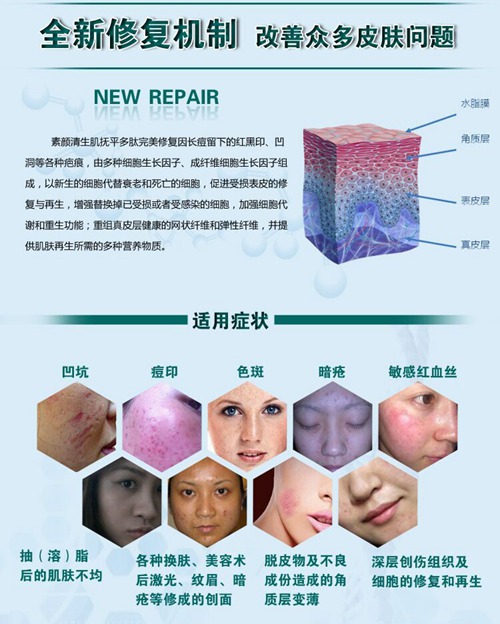 全新修复机制 改善众多皮肤问题
NEW REPAIR
素颜清生肌抚平多肽完美修复因长痘留下的红黑印、凹
洞等各种疤痕，由多种细胞生长因子、成纤维细胞生长因子组
成，以新生的细胞代替衰老和死亡的细胞，促进受损表皮的修
复与再生，增强替换掉已受损或者受感染的细胞，加强细胞代
谢和重生功能；重组真皮层健康的网状纤维和弹性纤维，并提
供肌肤再生所需的多种营养物质。
水脂膜
角质层
表皮层
真皮层
适用症状
凹坑 痘印 色斑 暗疮 敏感红血丝
抽（溶）脂
后的肌肤不均
各种换肤、美容术
后激光、纹眉、暗
疮等修成的创面
脱皮物及不良
成份造成的角
质层变薄
深层创伤组织及
细胞的修复和再生